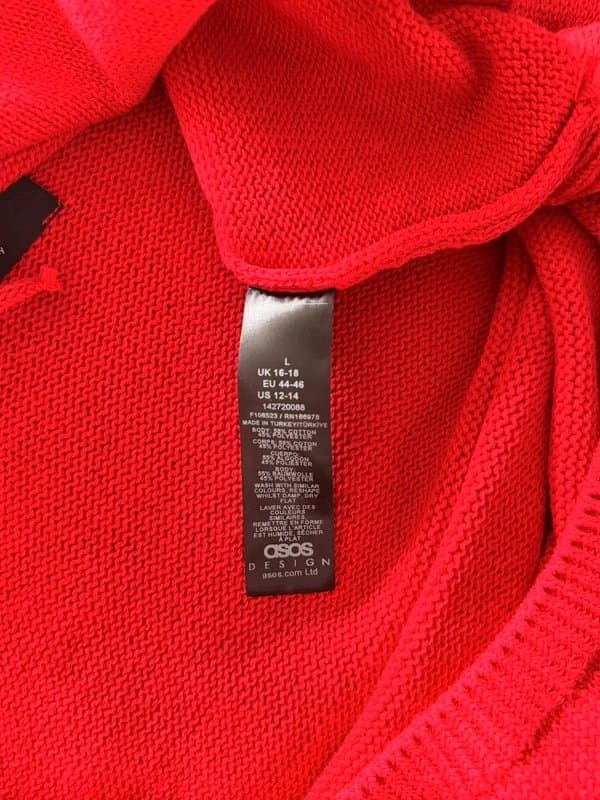 L
UK 16-18
EU 44-46
US 12-14
142720088
F106523 / RN166978
MADE IN TURKEY/TÜRKİYE
BODY: 55% COTTON
45% POLYESTER
CORPS: 55% COTON
45% POLYESTER
CUERPO:
55% ALGODÓN
45% POLIÉSTER
BODY:
55% BAUMWOLLE
45% POLYESTER
WASH WITH SIMILAR
COLOURS, RESHAPE
WHILST DAMP, DRY
FLAT
LAVER AVEC DES
COULEURS
SIMILAIRES,
REMETTRE EN FORME
LORSQUE L'ARTICLE
EST HUMIDE, SÉCHER
À PLAT
asos
DESIGN
asos.com Ltd